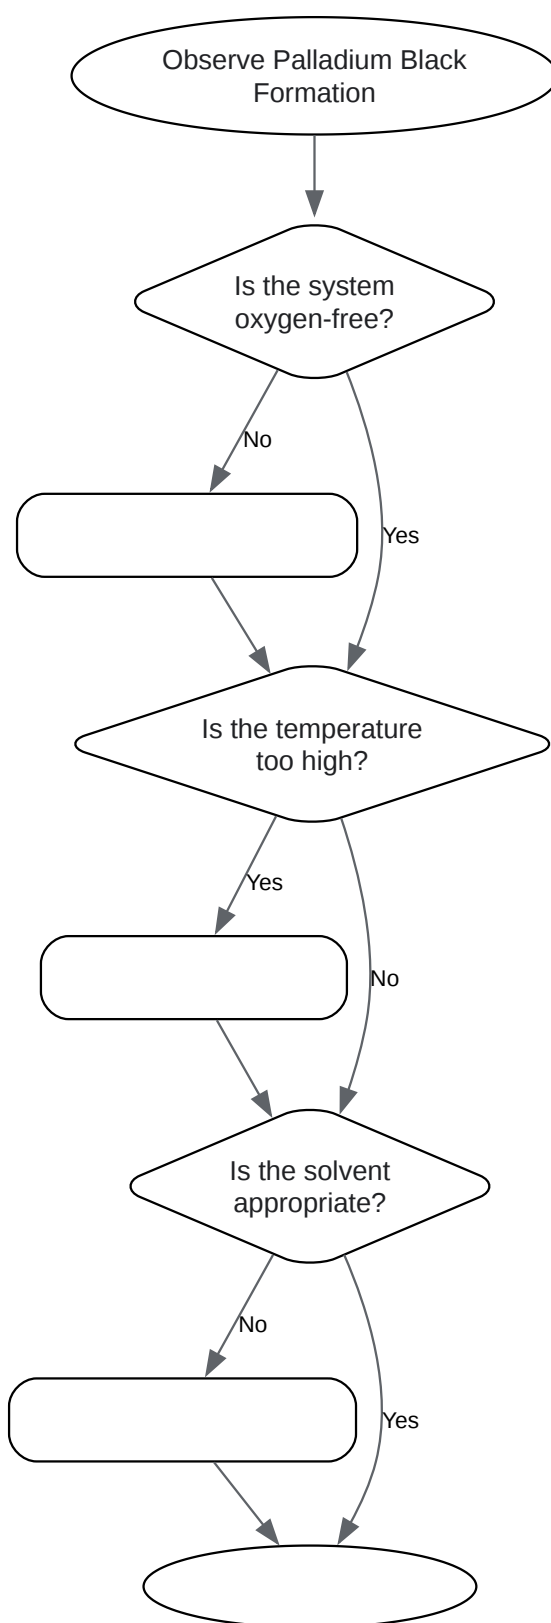 Observe Palladium Black
Formation
Is the system
oxygen-free?
No
Yes
Is the temperature
too high?
Yes
No
Is the solvent
appropriate?
No
Yes